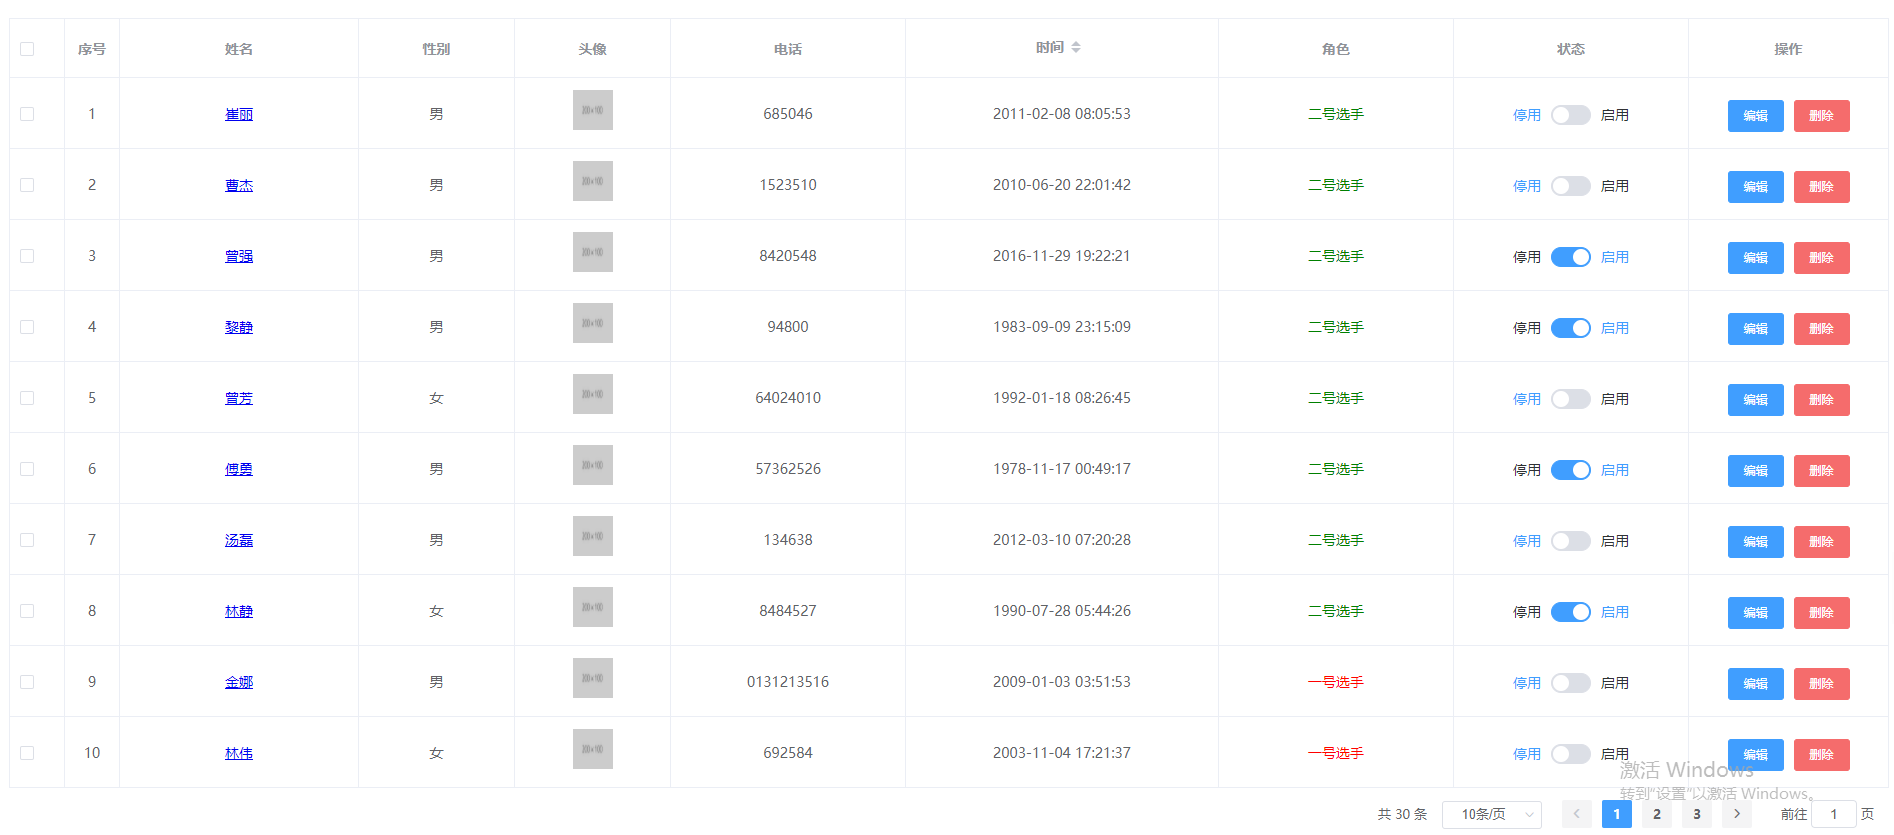 序号 姓名 性别 头像 电话 时间 角色 状态 操作
1 崔丽 男 685046 2011-02-08 08:05:53 二号选手 停用 启用 编辑 删除
2 曹杰 男 1523510 2010-06-20 22:01:42 二号选手 停用 启用 编辑 删除
3 曾强 男 8420548 2016-11-29 19:22:21 二号选手 停用 启用 编辑 删除
4 黎静 男 94800 1983-09-09 23:15:09 二号选手 停用 启用 编辑 删除
5 曾芳 女 64024010 1992-01-18 08:26:45 二号选手 停用 启用 编辑 删除
6 傅勇 男 57362526 1978-11-17 00:49:17 二号选手 停用 启用 编辑 删除
7 汤磊 男 134638 2012-03-10 07:20:28 二号选手 停用 启用 编辑 删除
8 林静 女 8484527 1990-07-28 05:44:26 二号选手 停用 启用 编辑 删除
9 金娜 男 0131213516 2009-01-03 03:51:53 一号选手 停用 启用 编辑 删除
10 林伟 女 692584 2003-11-04 17:21:37 一号选手 停用 启用 编辑 删除
激活 Windows
转到"设置"以激活 Windows。
共 30 条 10条/页 1 2 3 前往 1 页